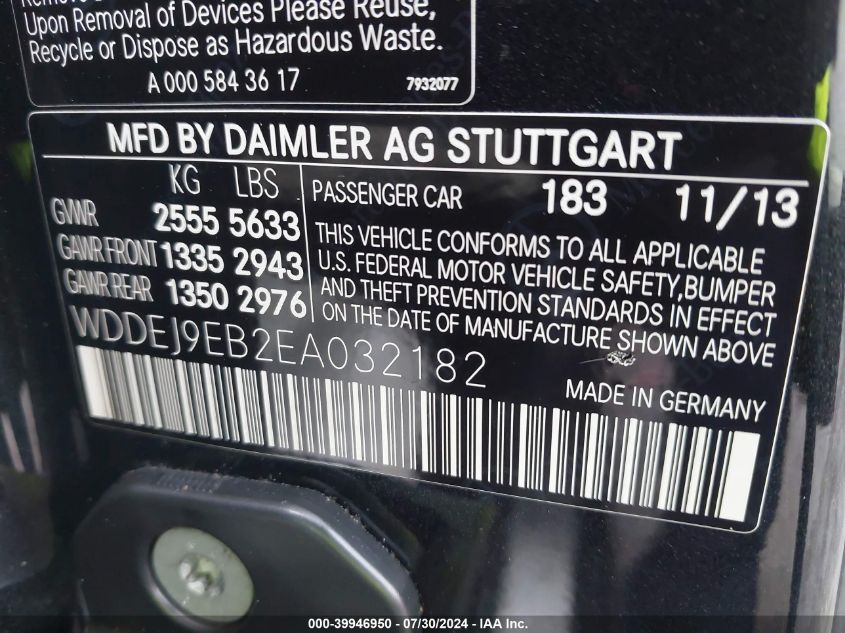 Upon Removal of Devices Please Reuse,
Recycle or Dispose as Hazardous Waste.
A 000 584 36 17
7932077
MFD BY DAIMLER AG STUTTGART
KG LBS
GVWR 2555 5633
GAWR FRONT 1335 2943
GAWR REAR 1350 2976
PASSENGER CAR 183 11/13
THIS VEHICLE CONFORMS TO ALL APPLICABLE
U.S. FEDERAL MOTOR VEHICLE SAFETY,BUMPER
AND THEFT PREVENTION STANDARDS IN EFFECT
ON THE DATE OF MANUFACTURE SHOWN ABOVE
WDDEJ9EB2EA032182
MADE IN GERMANY
000-39946950 - 07/30/2024 - IAA Inc.